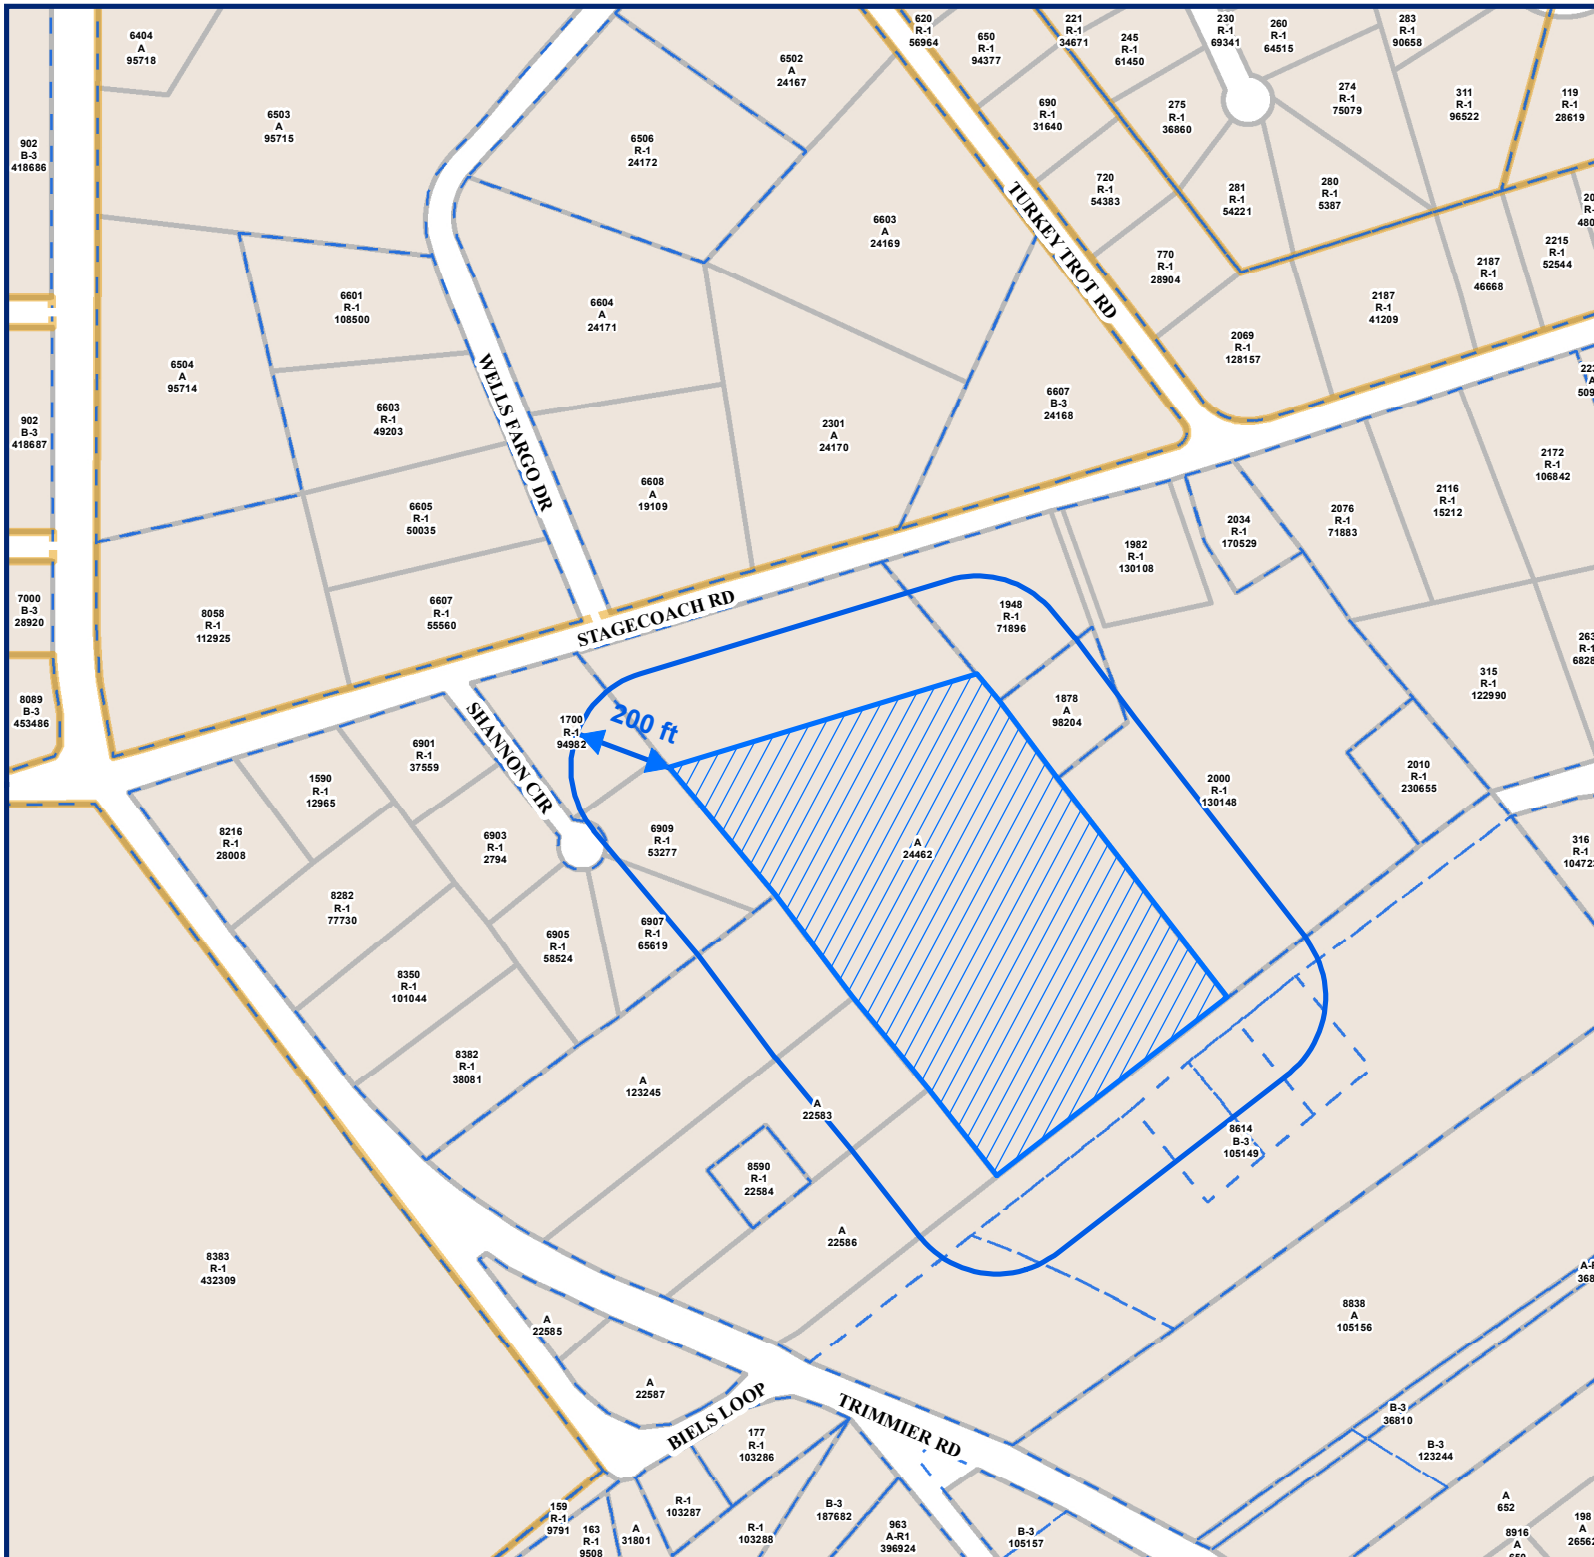 6404
A
95718
6503
A
95715
902
B-3
418686
6502
A
24167
6506
R-1
24172
620
R-1
56964
650
R-1
94377
221
R-1
34671
245
R-1
61450
230
R-1
69341
260
R-1
64515
283
R-1
90658
690
R-1
31640
275
R-1
36860
274
R-1
75079
311
R-1
96522
119
R-1
28619
720
R-1
54383
281
R-1
54221
280
R-1
5387
TURKEY TROT RD
6603
A
24169
770
R-1
28904
2187
R-1
46668
2215
R-1
52544
6601
R-1
108500
6604
A
24171
2187
R-1
41209
2069
R-1
128157
6504
A
95714
WELLS FARGO DR
6603
R-1
49203
902
B-3
418687
2301
A
24170
6607
B-3
24168
6605
R-1
50035
6608
A
19109
2172
R-1
106842
2116
R-1
15212
2076
R-1
71883
2034
R-1
170529
1982
R-1
130108
7000
B-3
28920
8058
R-1
112925
6607
R-1
55560
STAGECOACH RD
1948
R-1
71896
8089
B-3
453486
1878
A
98204
315
R-1
122990
SHANNON CIR
1700
R-1
94982
200 ft
6901
R-1
37559
1590
R-1
12965
2010
R-1
230655
2000
R-1
130148
8216
R-1
28008
6903
R-1
2794
6909
R-1
53277
A
24462
316
R-1
8282
R-1
77730
6905
R-1
58524
6907
R-1
65619
8350
R-1
101044
8382
R-1
38081
A
123245
A
22583
8614
B-3
105149
8590
R-1
22584
A
22586
8383
R-1
432309
A
22585
8838
A
105156
A
22587
BIELS LOOP
TRIMMIER RD
177
R-1
103286
B-3
36810
B-3
123244
159
R-1
9791
163
R-1
9508
A
31801
R-1
103287
R-1
103288
B-3
187682
963
A-R1
396924
B-3
105157
A
652
8916
A
198
A